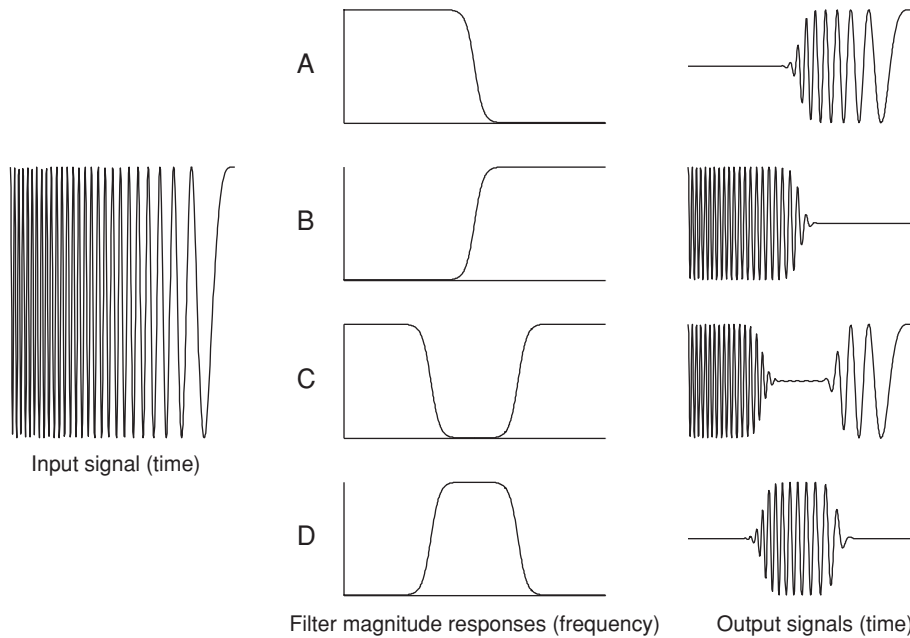 A
B
C
Input signal (time)
D
Filter magnitude responses (frequency)
Output signals (time)